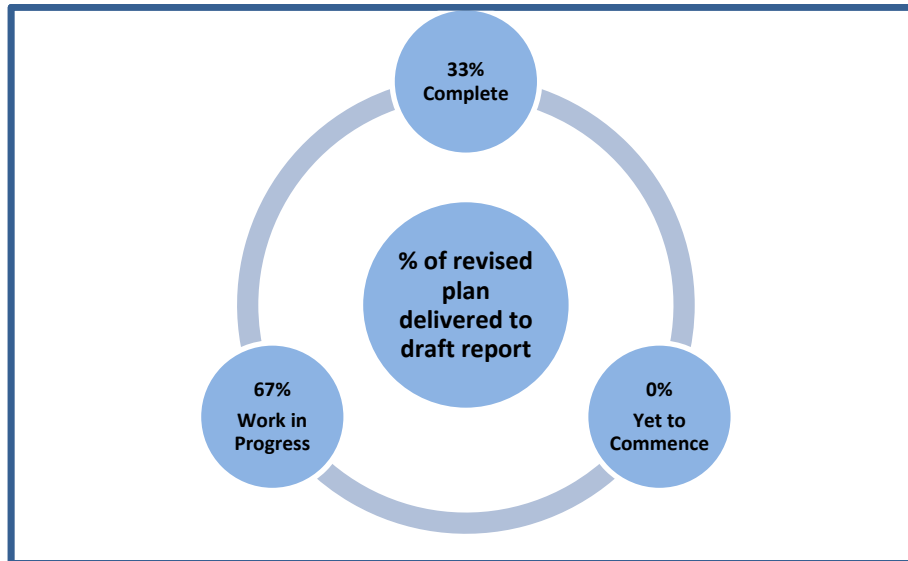 33%
Complete
% of revised
plan
delivered to
draft report
67%
Work in
Progress
0%
Yet to
Commence